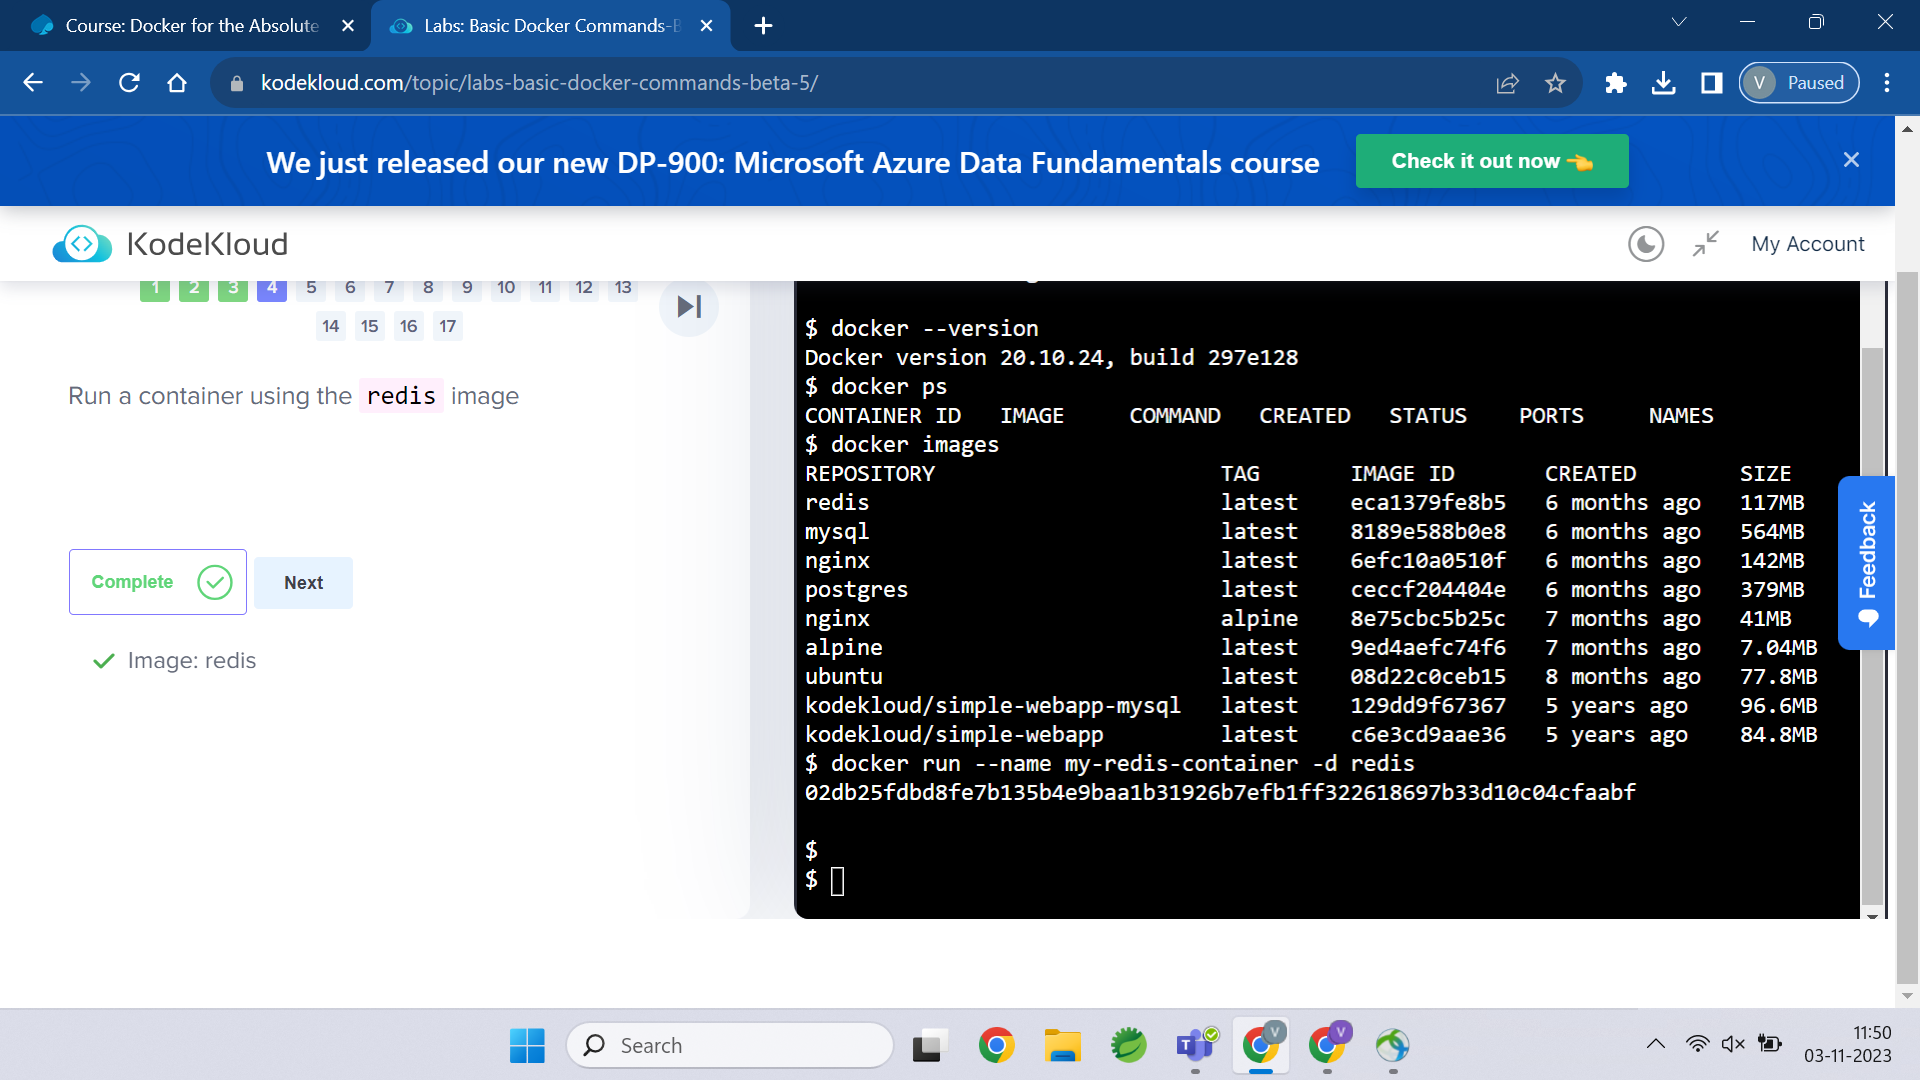 Course: Docker for the Absolute
Labs: Basic Docker Commands-B
kodekloud.com/topic/labs-basic-docker-commands-beta-5/
V Paused
We just released our new DP-900: Microsoft Azure Data Fundamentals course
Check it out now 👈
KodeKloud
My Account
1 2 3 4 5 6 7 8 9 10 11 12 13
14 15 16 17
Run a container using the redis image
Complete
Next
Image: redis
$ docker --version
Docker version 20.10.24, build 297e128
$ docker ps
CONTAINER ID IMAGE COMMAND CREATED STATUS PORTS NAMES
$ docker images
REPOSITORY TAG IMAGE ID CREATED SIZE
redis latest eca1379fe8b5 6 months ago 117MB
mysql latest 8189e588b0e8 6 months ago 564MB
nginx latest 6efc10a0510f 6 months ago 142MB
postgres latest ceccf204404e 6 months ago 379MB
nginx alpine 8e75cbc5b25c 7 months ago 41MB
alpine latest 9ed4aefc74f6 7 months ago 7.04MB
ubuntu latest 08d22c0ceb15 8 months ago 77.8MB
kodekloud/simple-webapp-mysql latest 129dd9f67367 5 years ago 96.6MB
kodekloud/simple-webapp latest c6e3cd9aae36 5 years ago 84.8MB
$ docker run --name my-redis-container -d redis
02db25fdbd8fe7b135b4e9baa1b31926b7efb1ff322618697b33d10c04cfaabf
$
$
Feedback
Search
T
V
V
11:50
03-11-2023